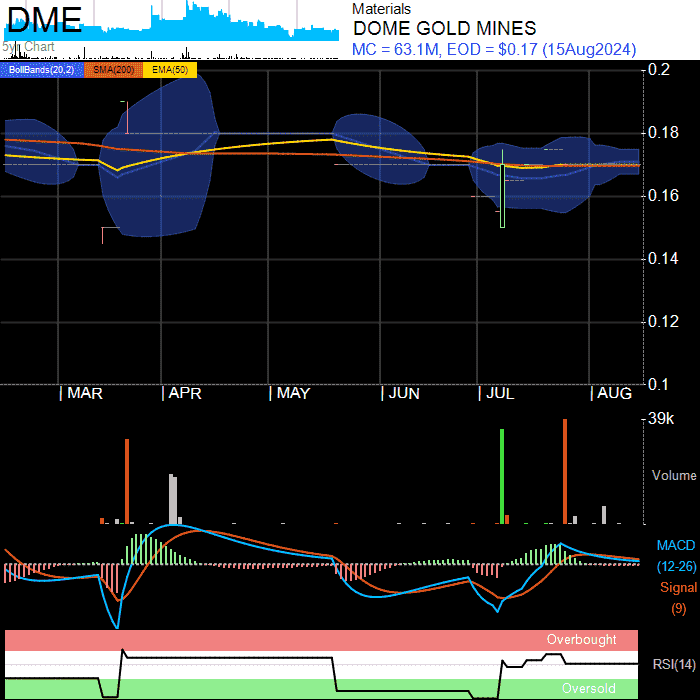 DME
5yr Chart
Materials
DOME GOLD MINES
MC = 63.1M, EOD = $0.17 (15Aug2024)
BollBands(20,2) SMA(200) EMA(50)
0.2
0.18
0.16
0.14
0.12
0.1
MAR APR MAY JUN JUL AUG
39k
Volume
MACD
(12-26)
Signal
(9)
Overbought
RSI(14)
Oversold